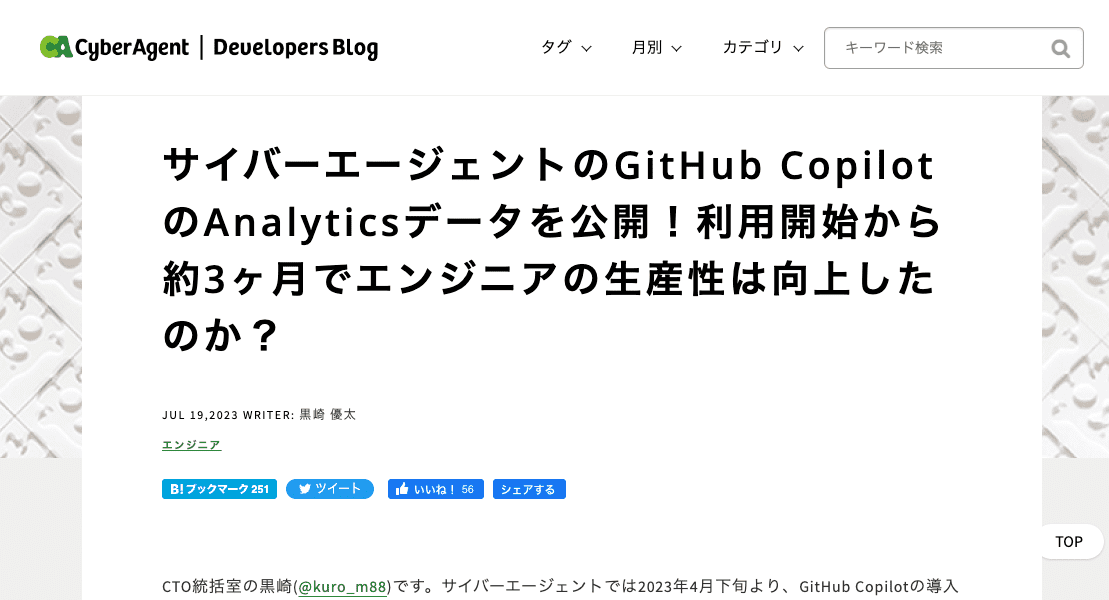 CyberAgent | Developers Blog
タグ 月別 カテゴリ キーワード検索
サイバーエージェントのGitHub Copilot
のAnalyticsデータを公開！利用開始から
約3ヶ月でエンジニアの生産性は向上した
のか？
JUL 19,2023 WRITER: 黒崎 優太
エンジニア
B!ブックマーク 251 ツイート いいね！ 56 シェアする
TOP
CTO統括室の黒崎(@kuro_m88)です。サイバーエージェントでは2023年4月下旬より、GitHub Copilotの導入